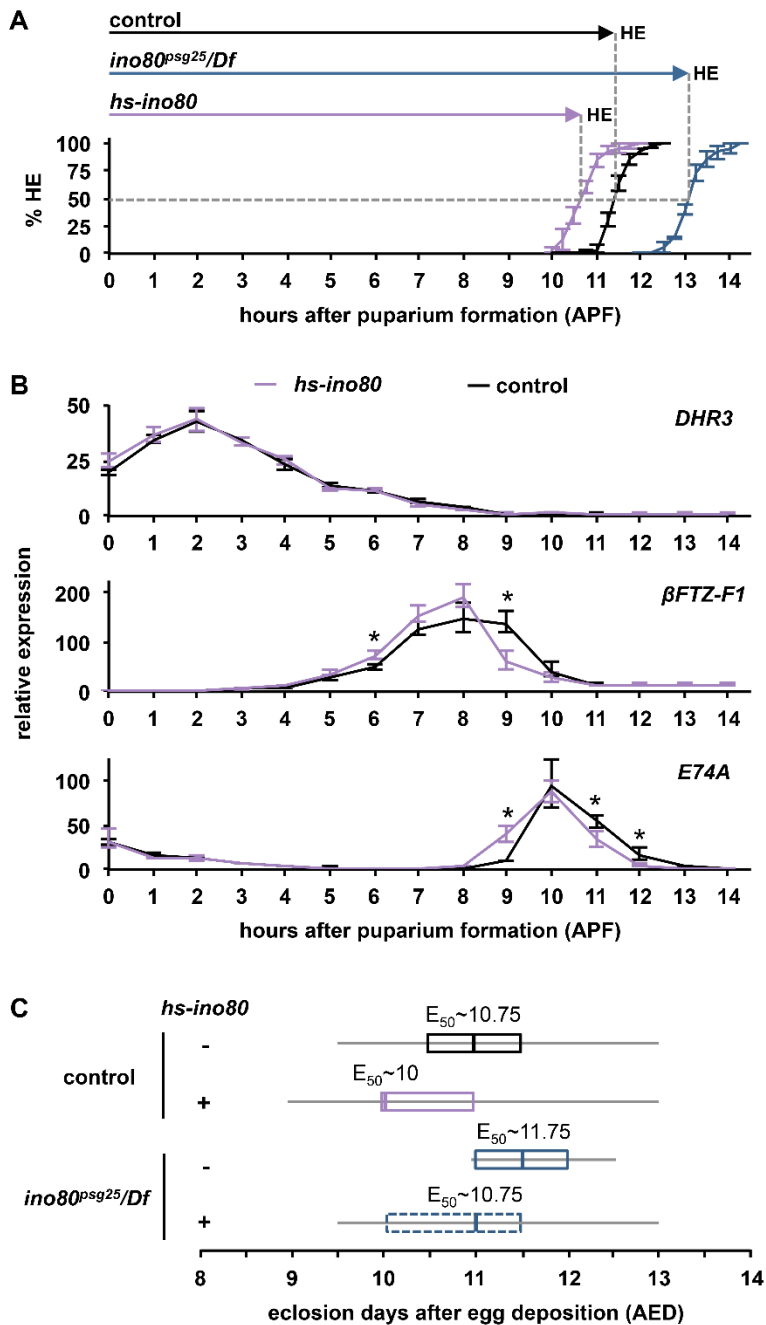 A
control
HE
ino80psg25/Df
HE
hs-ino80
HE
100
75
50
25
0
% HE
0 1 2 3 4 5 6 7 8 9 10 11 12 13 14
hours after puparium formation (APF)
B
hs-ino80 control
DHR3
50
25
0
0 1 2 3 4 5 6 7 8 9 10 11 12 13 14
βFTZ-F1
200
100
0
* *
0 1 2 3 4 5 6 7 8 9 10 11 12 13 14
relative expression
E74A
100
50
0
* * *
0 1 2 3 4 5 6 7 8 9 10 11 12 13 14
hours after puparium formation (APF)
C
hs-ino80
control
- E50~10.75
+ E50~10
ino80psg25/Df
- E50~11.75
+ E50~10.75
8 9 10 11 12 13 14
eclosion days after egg deposition (AED)